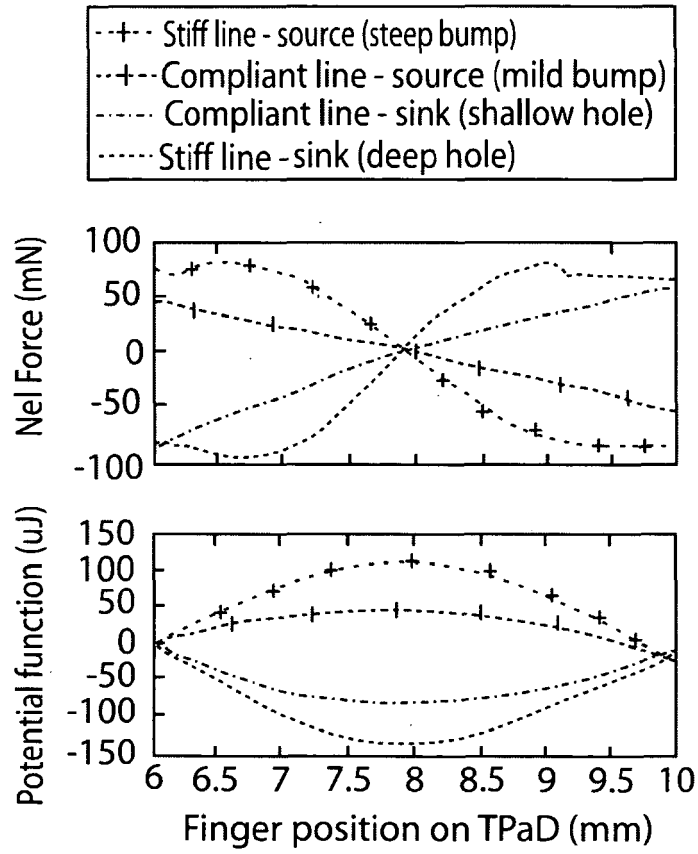 Stiff line - source (steep bump)
Compliant line - source (mild bump)
Compliant line - sink (shallow hole)
Stiff line - sink (deep hole)
100
50
0
-50
-100
Nel Force (mN)
150
100
50
0
-50
-100
-150
Potential function (uJ)
6 6.5 7 7.5 8 8.5 9 9.5 10
Finger position on TPaD (mm)